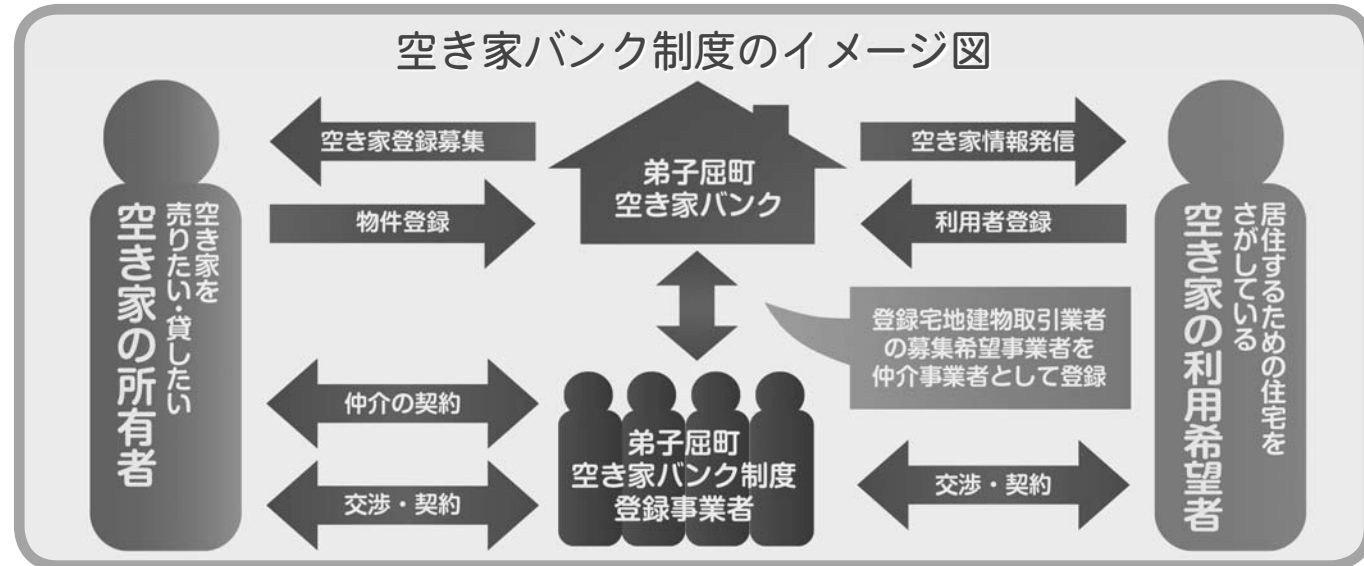 空き家バンク制度のイメージ図
空き家を
売りたい・貸したい
空き家の所有者
空き家登録募集
物件登録
弟子屈町
空き家バンク
空き家情報発信
利用者登録
居住するための住宅を
さがしている
空き家の利用希望者
登録宅地建物取引業者
の募集希望事業者を
仲介事業者として登録
仲介の契約
交渉・契約
弟子屈町
空き家バンク制度
登録事業者
交渉・契約